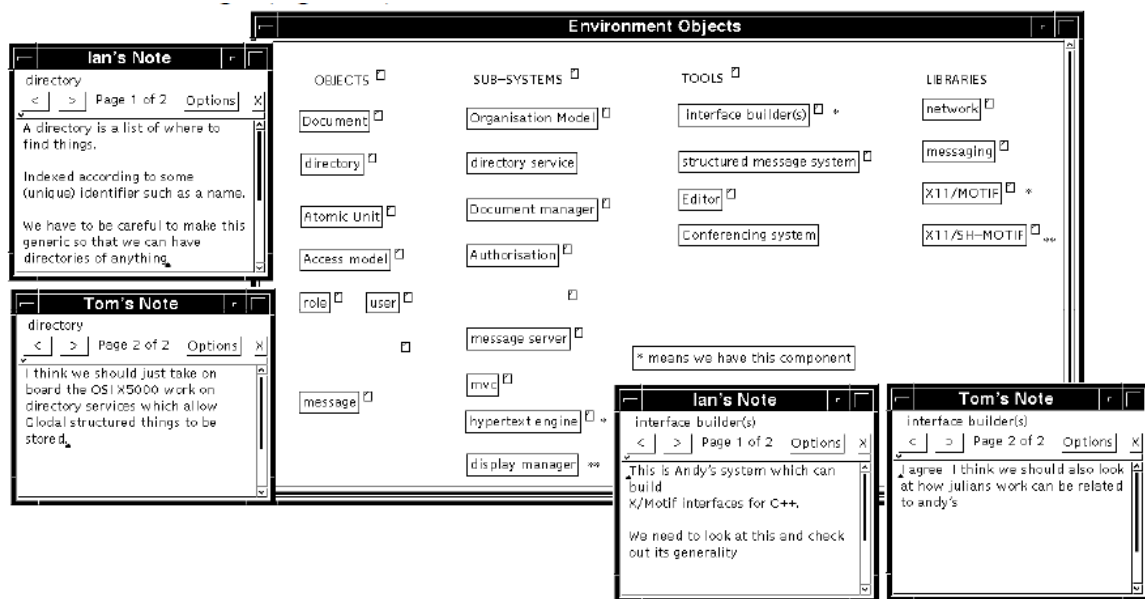 Environment Objects
Ian's Note
directory
< > Page 1 of 2 Options X
A directory is a list of where to
find things.
Indexed according to some
(unique) identifier such as a name.
We have to be careful to make this
generic so that we can have
directories of anything
Tom's Note
directory
< > Page 2 of 2 Options X
I think we should just take on
board the OSI X5000 work on
directory services which allow
Glodal structured things to be
stored.
OBJECTS
Document
directory
Atomic Unit
Access model
role user
message
SUB-SYSTEMS
Organisation Model
directory service
Document manager
Authorisation
message server
mvc
hypertext engine *
display manager **
TOOLS
interface builder(s) *
structured message system
Editor
Conferencing system
LIBRARIES
network
messaging
X11/MOTIF *
X11/SH-MOTIF **
* means we have this component
Ian's Note
interface builder(s)
< > Page 1 of 2 Options X
This is Andy's system which can
build
X/Motif interfaces for C++.
We need to look at this and check
out its generality
Tom's Note
interface builder(s)
< > Page 2 of 2 Options X
I agree I think we should also look
at how julians work can be related
to andy's